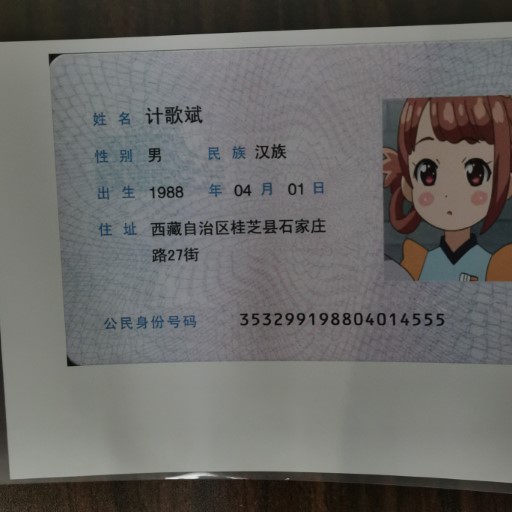 姓名 计歌斌
性别 男 民族 汉族
出生 1988 年 04 月 01 日
住址 西藏自治区桂芝县石家庄
路27街
公民身份号码 353299198804014555